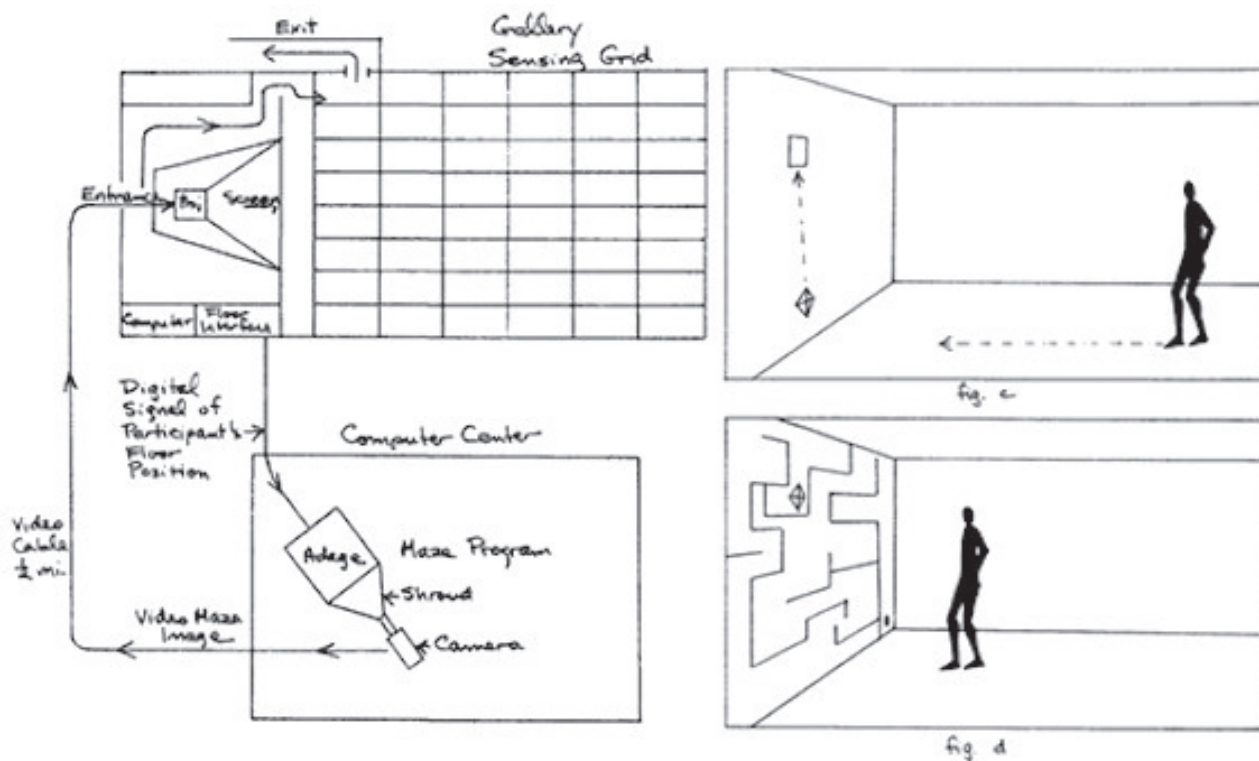 Exit
Gallery
Sensing Grid
Entrance
Screen
Computer
Floor
Interface
Digital
Signal of
Participant's
Floor
Position
Computer Center
Adage
Maze Program
Shroud
Camera
Video
Cable
½ mi.
Video Maze
Image
fig. c
fig. d